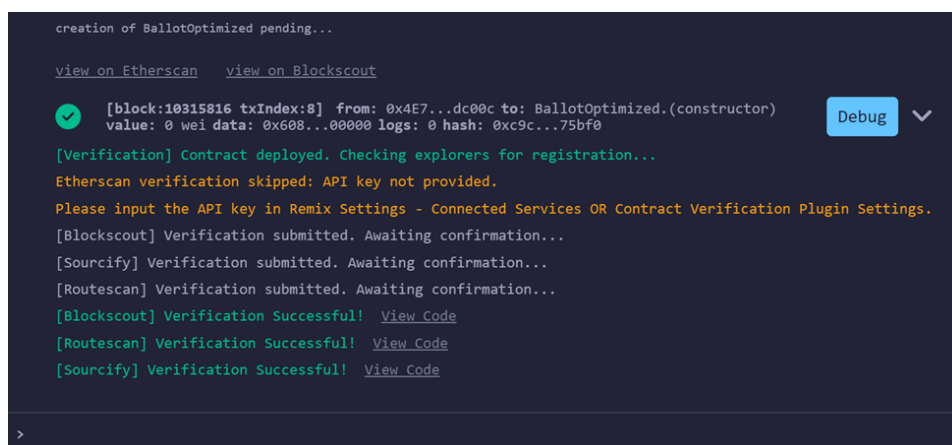 creation of BallotOptimized pending...
view on Etherscan view on Blockscout
[block:10315816 txIndex:8] from: 0x4E7...dc00c to: BallotOptimized.(constructor)
value: 0 wei data: 0x608...00000 logs: 0 hash: 0xc9c...75bf0
Debug
[Verification] Contract deployed. Checking explorers for registration...
Etherscan verification skipped: API key not provided.
Please input the API key in Remix Settings - Connected Services OR Contract Verification Plugin Settings.
[Blockscout] Verification submitted. Awaiting confirmation...
[Sourcify] Verification submitted. Awaiting confirmation...
[Routescan] Verification submitted. Awaiting confirmation...
[Blockscout] Verification Successful! View Code
[Routescan] Verification Successful! View Code
[Sourcify] Verification Successful! View Code
>